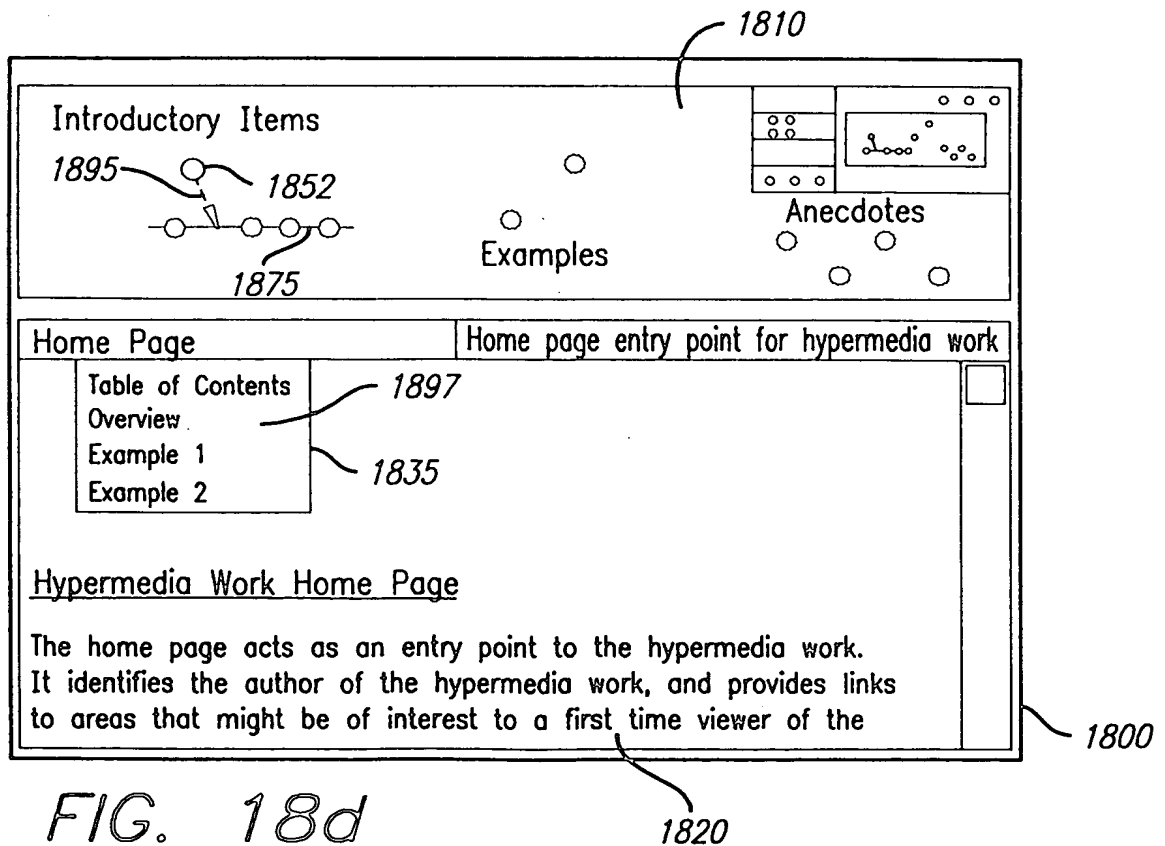 1810
Introductory Items
1895
1852
1875
Examples
Anecdotes
Home Page
Home page entry point for hypermedia work
Table of Contents
Overview
Example 1
Example 2
1897
1835
Hypermedia Work Home Page
The home page acts as an entry point to the hypermedia work.
It identifies the author of the hypermedia work, and provides links
to areas that might be of interest to a first time viewer of the
1800
1820
FIG. 18d